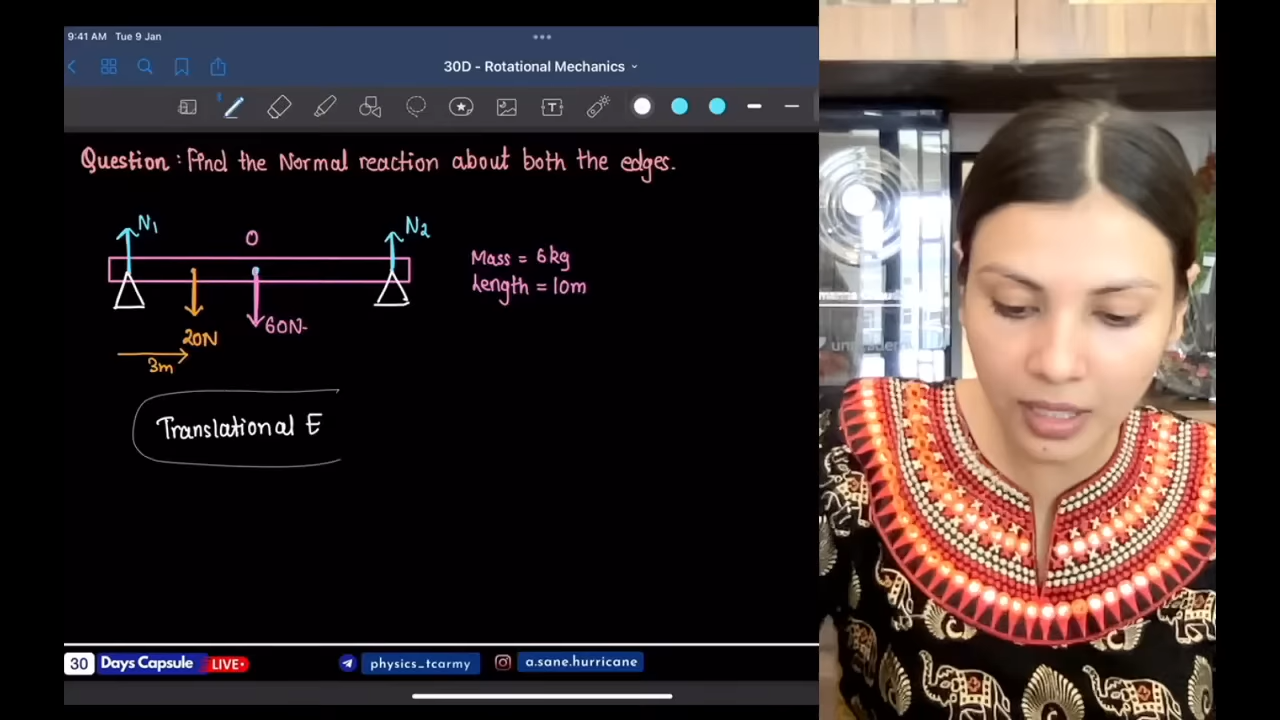 9:41 AM Tue 9 Jan
30D - Rotational Mechanics
Question: Find the Normal reaction about both the edges.
N1
O
N2
Mass = 6kg
Length = 10m
20N
60N
3m
Translational E
30 Days Capsule LIVE
physics_tcarmy
a.sane.hurricane